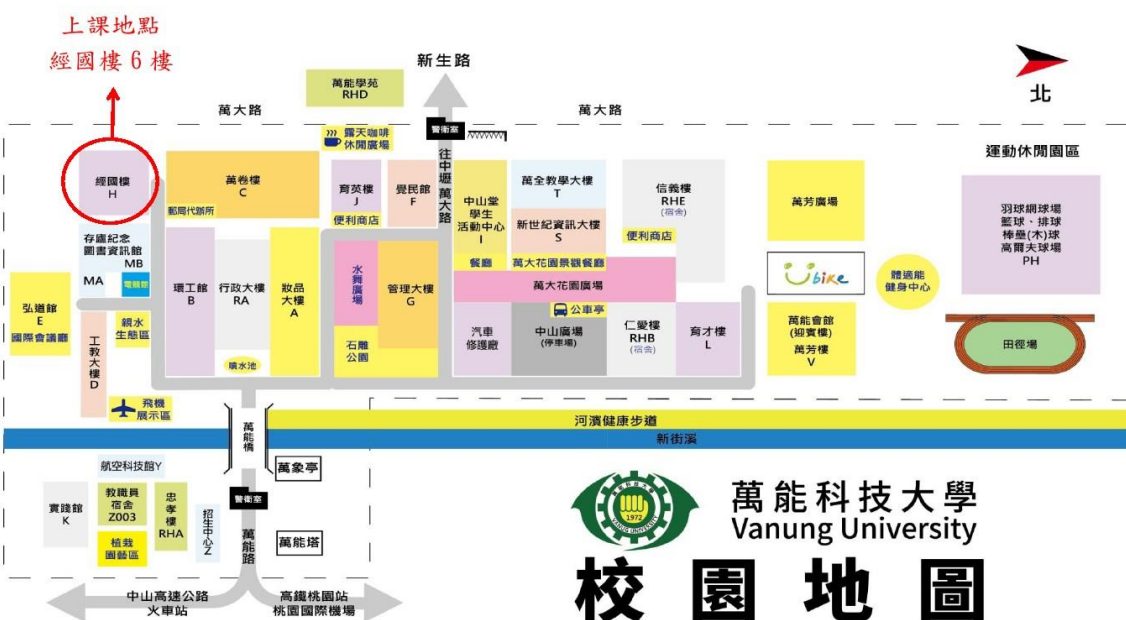 上課地點
經國樓 6 樓
新生路
北
萬大路
萬能學苑
RHD
萬大路
警衛室
露天咖啡
休閒廣場
往中壢 萬大路
運動休閒園區
經國樓
H
萬卷樓
C
郵局代辦所
育英樓
J
便利商店
覺民館
F
中山堂
學生
活動中心
I
餐廳
萬全教學大樓
T
新世紀資訊大樓
S
萬大花園景觀餐廳
信義樓
RHE
(宿舍)
便利商店
萬芳廣場
羽球網球場
籃球、排球
棒壘(木)球
高爾夫球場
PH
存廬紀念
圖書資訊館
MB
MA
電競館
環工館
B
行政大樓
RA
噴水池
妝品
大樓
A
水舞廣場
石雕
公園
管理大樓
G
萬大花園廣場
Ubike
體適能
健身中心
弘道館
E
國際會議廳
親水
生態區
工教大樓
D
汽車
修護廠
公車亭
中山廣場
(停車場)
仁愛樓
RHB
(宿舍)
育才樓
L
萬能會館
(迎賓樓)
萬芳樓
V
田徑場
飛機
展示區
萬能橋
河濱健康步道
新街溪
航空科技館Y
萬象亭
實踐館
K
教職員
宿舍
Z003
植栽
園藝區
忠孝樓
RHA
招生中心Z
警衛室
萬能路
萬能塔
中山高速公路
火車站
高鐵桃園站
桃園國際機場
萬能科技大學
VANUNG UNIVERSITY
1972
萬能科技大學
Vanung University
校園地圖